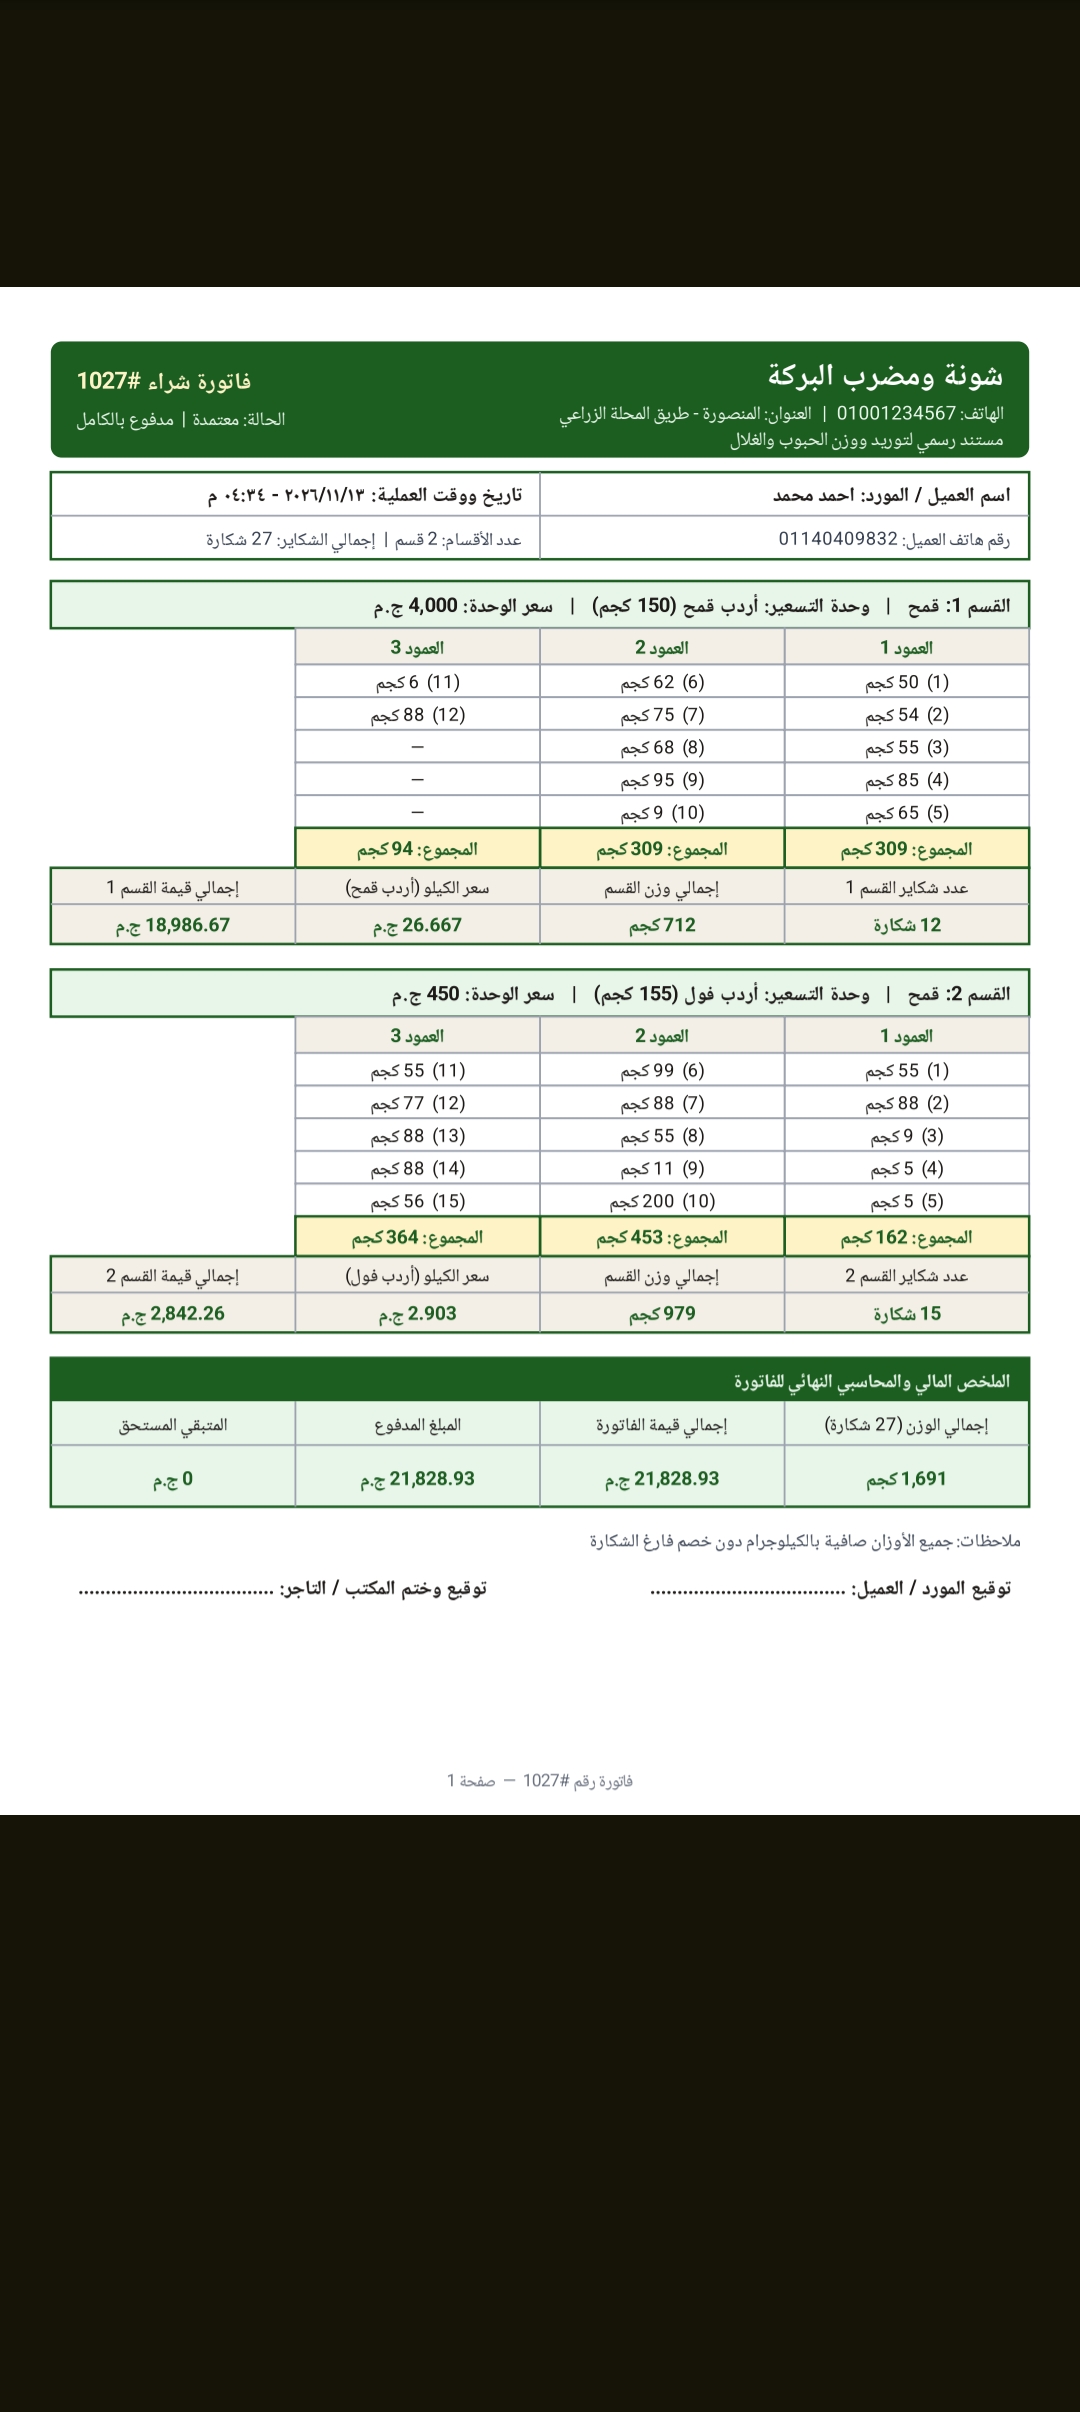 شونة ومضرب البركة
فاتورة شراء #1027
الهاتف: 01001234567 | العنوان: المنصورة - طريق المحلة الزراعي
الحالة: معتمدة | مدفوع بالكامل
مستند رسمي لتوريد ووزن الحبوب والغلال
اسم العميل / المورد: احمد محمد
تاريخ ووقت العملية: ٢٠٢٦/١١/١٣ - ٠٤:٣٤ م
رقم هاتف العميل: 01140409832
عدد الأقسام: 2 قسم | إجمالي الشكاير: 27 شكارة
القسم 1: قمح | وحدة التسعير: أردب قمح (150 كجم) | سعر الوحدة: 4,000 ج.م
العمود 1 العمود 2 العمود 3
(1) 50 كجم (6) 62 كجم (11) 6 كجم
(2) 54 كجم (7) 75 كجم (12) 88 كجم
(3) 55 كجم (8) 68 كجم —
(4) 85 كجم (9) 95 كجم —
(5) 65 كجم (10) 9 كجم —
المجموع: 309 كجم المجموع: 309 كجم المجموع: 94 كجم
عدد شكاير القسم 1 إجمالي وزن القسم سعر الكيلو (أردب قمح) إجمالي قيمة القسم 1
12 شكارة 712 كجم 26.667 ج.م 18,986.67 ج.م
القسم 2: قمح | وحدة التسعير: أردب فول (155 كجم) | سعر الوحدة: 450 ج.م
العمود 1 العمود 2 العمود 3
(1) 55 كجم (6) 99 كجم (11) 55 كجم
(2) 88 كجم (7) 88 كجم (12) 77 كجم
(3) 9 كجم (8) 55 كجم (13) 88 كجم
(4) 5 كجم (9) 11 كجم (14) 88 كجم
(5) 5 كجم (10) 200 كجم (15) 56 كجم
المجموع: 162 كجم المجموع: 453 كجم المجموع: 364 كجم
عدد شكاير القسم 2 إجمالي وزن القسم سعر الكيلو (أردب فول) إجمالي قيمة القسم 2
15 شكارة 979 كجم 2.903 ج.م 2,842.26 ج.م
الملخص المالي والمحاسبي النهائي للفاتورة
إجمالي الوزن (27 شكارة) إجمالي قيمة الفاتورة المبلغ المدفوع المتبقي المستحق
1,691 كجم 21,828.93 ج.م 21,828.93 ج.م 0 ج.م
ملاحظات: جميع الأوزان صافية بالكيلوجرام دون خصم فارغ الشكارة
توقيع المورد / العميل: ....................................
توقيع وختم المكتب / التاجر: ....................................
فاتورة رقم #1027 — صفحة 1